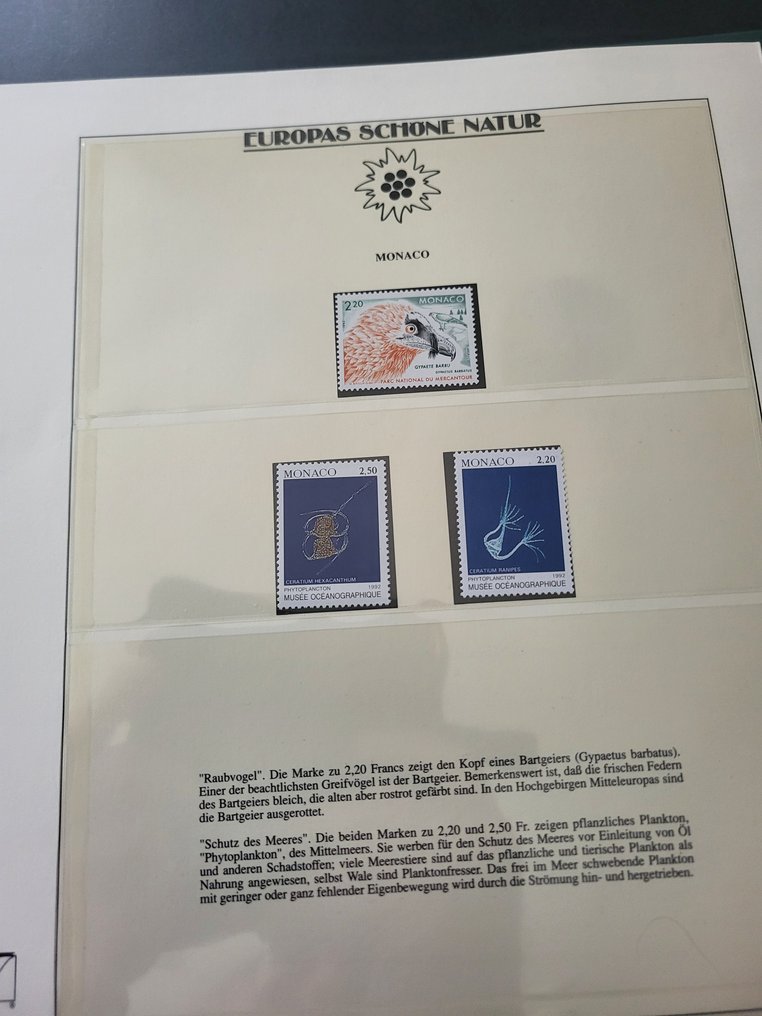 EUROPAS SCHÖNE NATUR
MONACO
2.20 MONACO
GYPAETE BARBU
GYPAETUS BARBATUS
PARC NATIONAL DU MERCANTOUR
MONACO 2,50
CERATIUM HEXACANTHUM
PHYTOPLANCTON 1992
MUSÉE OCÉANOGRAPHIQUE
MONACO 2.20
CERATIUM RANIPES
PHYTOPLANCTON 1992
MUSÉE OCÉANOGRAPHIQUE
"Raubvogel". Die Marke zu 2,20 Francs zeigt den Kopf eines Bartgeiers (Gypaetus barbatus).
Einer der beachtlichsten Greifvögel ist der Bartgeier. Bemerkenswert ist, daß die frischen Federn
des Bartgeiers bleich, die alten aber rostrot gefärbt sind. In den Hochgebirgen Mitteleuropas sind
die Bartgeier ausgerottet.
"Schutz des Meeres". Die beiden Marken zu 2,20 und 2,50 Fr. zeigen pflanzliches Plankton,
"Phytoplankton", des Mittelmeers. Sie werben für den Schutz des Meeres vor Einleitung von Öl
und anderen Schadstoffen; viele Meerestiere sind auf das pflanzliche und tierische Plankton als
Nahrung angewiesen, selbst Wale sind Planktonfresser. Das frei im Meer schwebende Plankton
mit geringer oder ganz fehlender Eigenbewegung wird durch die Strömung hin- und hergetrieben.
®